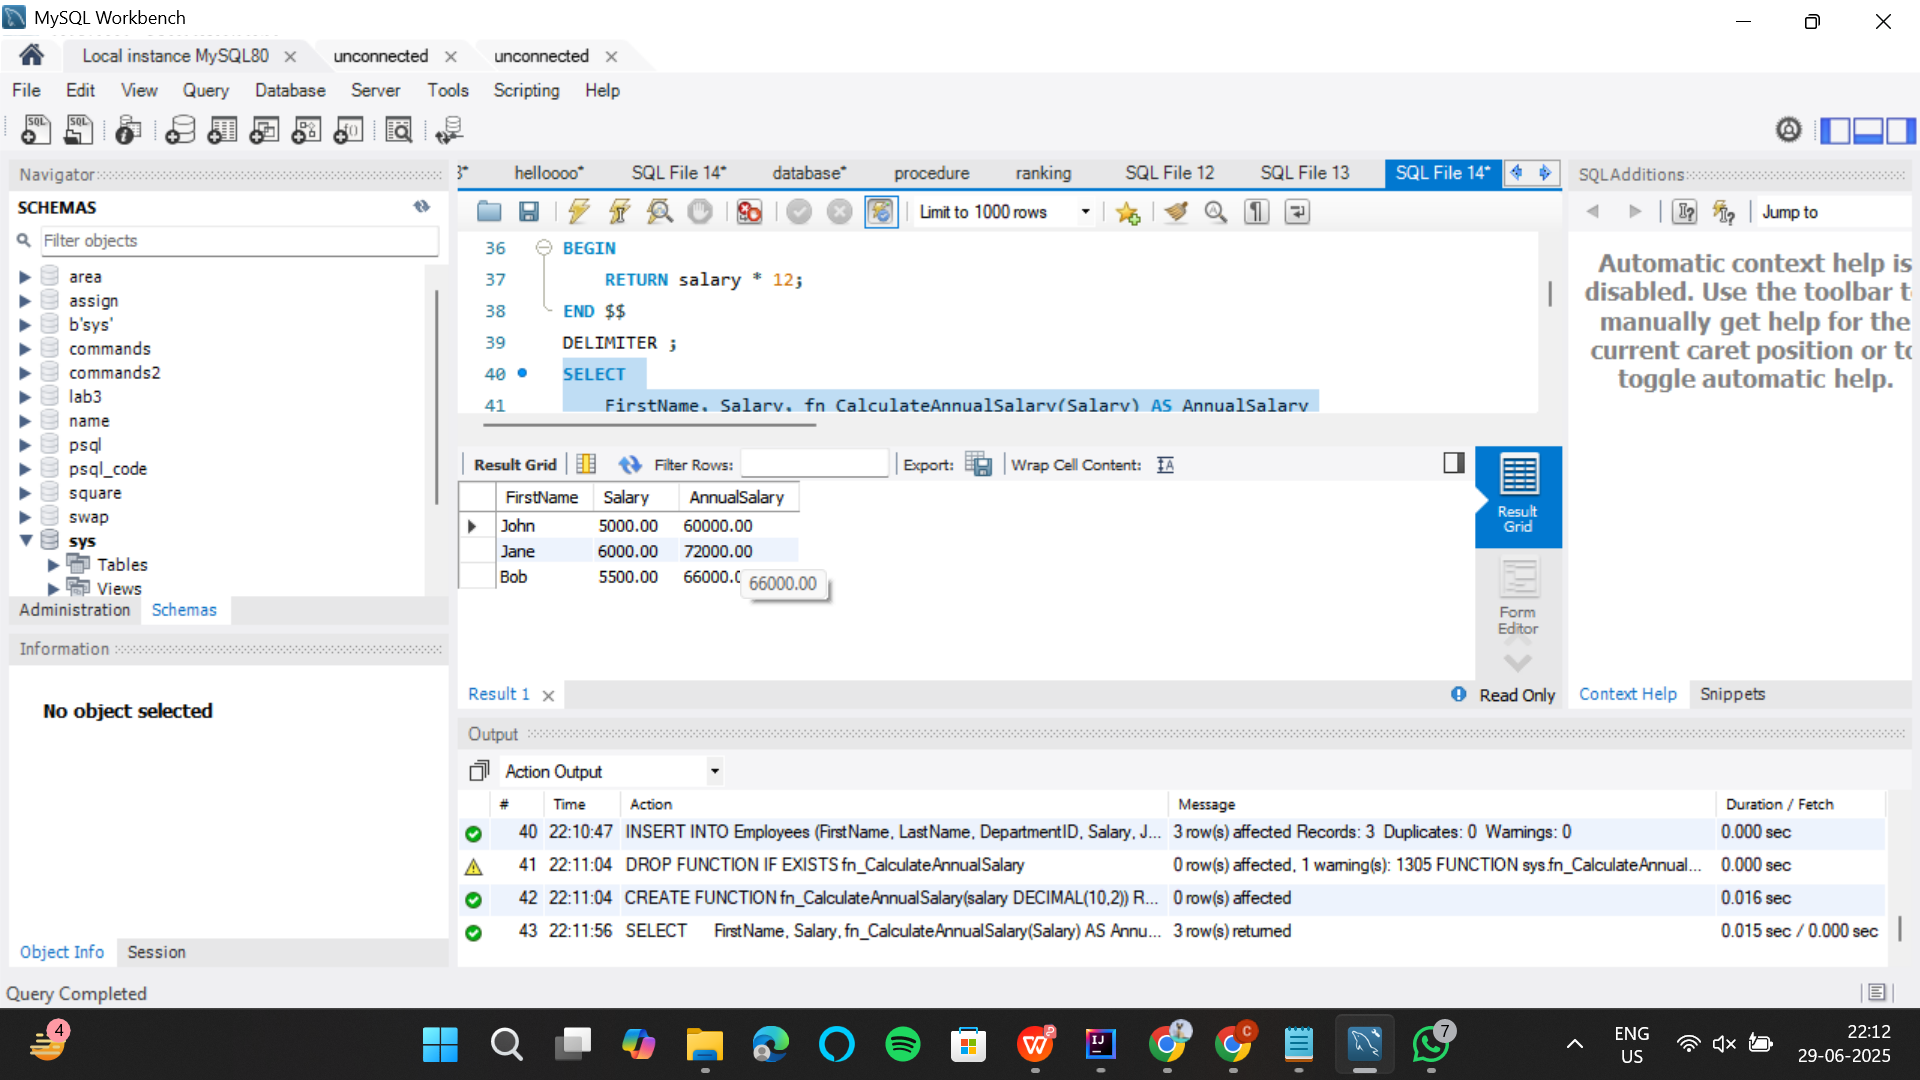 MySQL Workbench
Local instance MySQL80
unconnected
unconnected
File Edit View Query Database Server Tools Scripting Help
Navigator
SCHEMAS
Filter objects
area
assign
b'sys'
commands
commands2
lab3
name
psql
psql_code
square
swap
sys
Tables
Views
Administration Schemas
Information
No object selected
Object Info Session
helloooo* SQL File 14* database* procedure ranking SQL File 12 SQL File 13 SQL File 14*
Limit to 1000 rows
36 BEGIN
37 RETURN salary * 12;
38 END $$
39 DELIMITER ;
40 SELECT
41 FirstName, Salary, fn_CalculateAnnualSalary(Salary) AS AnnualSalary
Result Grid Filter Rows: Export: Wrap Cell Content:
FirstName Salary AnnualSalary
John 5000.00 60000.00
Jane 6000.00 72000.00
Bob 5500.00 66000.0
66000.00
Result Grid
Form Editor
Result 1
Read Only
SQLAdditions
Jump to
Automatic context help is
disabled. Use the toolbar t
manually get help for the
current caret position or to
toggle automatic help.
Context Help Snippets
Output
Action Output
# Time Action Message Duration / Fetch
40 22:10:47 INSERT INTO Employees (FirstName, LastName, DepartmentID, Salary, J... 3 row(s) affected Records: 3 Duplicates: 0 Warnings: 0 0.000 sec
41 22:11:04 DROP FUNCTION IF EXISTS fn_CalculateAnnualSalary 0 row(s) affected, 1 warning(s): 1305 FUNCTION sys.fn_CalculateAnnual... 0.000 sec
42 22:11:04 CREATE FUNCTION fn_CalculateAnnualSalary(salary DECIMAL(10,2)) R... 0 row(s) affected 0.016 sec
43 22:11:56 SELECT FirstName, Salary, fn_CalculateAnnualSalary(Salary) AS Annu... 3 row(s) returned 0.015 sec / 0.000 sec
Query Completed
4
7
ENG
US
22:12
29-06-2025